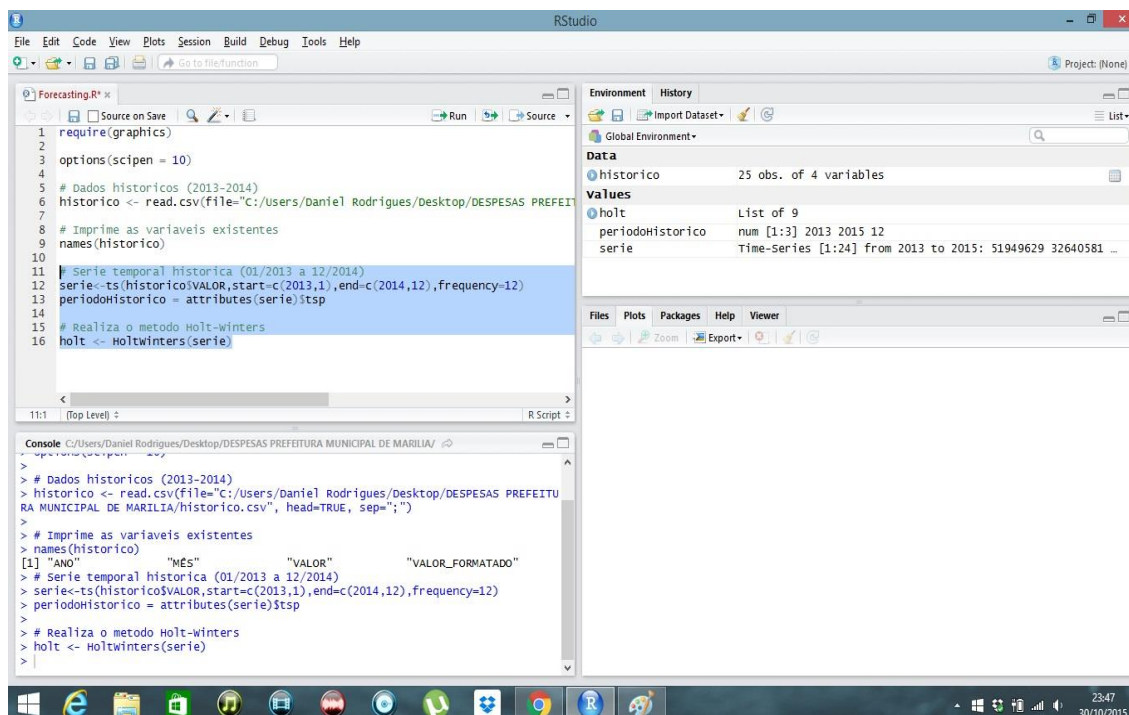 RStudio
File Edit Code View Plots Session Build Debug Tools Help
Go to file/function
Project: (None)
Forecasting.R*
Source on Save
Run
Source
1 require(graphics)
2
3 options(scipen = 10)
4
5 # Dados historicos (2013-2014)
6 historico <- read.csv(file="C:/Users/Daniel Rodrigues/Desktop/DESPESAS PREFEIT
7
8 # Imprime as variaveis existentes
9 names(historico)
10
11 # Serie temporal historica (01/2013 a 12/2014)
12 serie<-ts(historico$VALOR,start=c(2013,1),end=c(2014,12),frequency=12)
13 periodoHistorico = attributes(serie)$tsp
14
15 # Realiza o metodo Holt-Winters
16 holt <- HoltWinters(serie)
11:1 (Top Level) R Script
Console C:/Users/Daniel Rodrigues/Desktop/DESPESAS PREFEITURA MUNICIPAL DE MARILIA/
> options(scipen = 10)
>
> # Dados historicos (2013-2014)
> historico <- read.csv(file="C:/Users/Daniel Rodrigues/Desktop/DESPESAS PREFEITU
RA MUNICIPAL DE MARILIA/historico.csv", head=TRUE, sep=";")
>
> # Imprime as variaveis existentes
> names(historico)
[1] "ANO" "MÊS" "VALOR" "VALOR_FORMATADO"
> # Serie temporal historica (01/2013 a 12/2014)
> serie<-ts(historico$VALOR,start=c(2013,1),end=c(2014,12),frequency=12)
> periodoHistorico = attributes(serie)$tsp
>
> # Realiza o metodo Holt-Winters
> holt <- HoltWinters(serie)
>
Environment History
Import Dataset
List
Global Environment
Data
historico 25 obs. of 4 variables
Values
holt List of 9
periodoHistorico num [1:3] 2013 2015 12
serie Time-Series [1:24] from 2013 to 2015: 51949629 32640581 …
Files Plots Packages Help Viewer
Zoom Export
23:47
30/10/2015